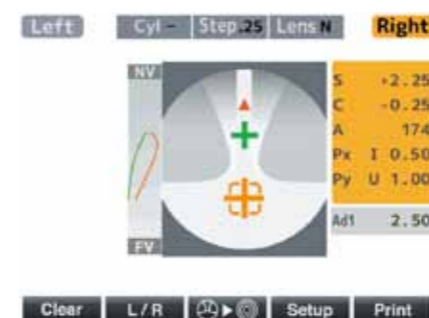 Left Cyl - Step.25 Lens N Right
NV
S +2.25
C -0.25
A 174
Px I 0.50
Py U 1.00
Ad1 2.50
FV
Clear L/R Setup Print